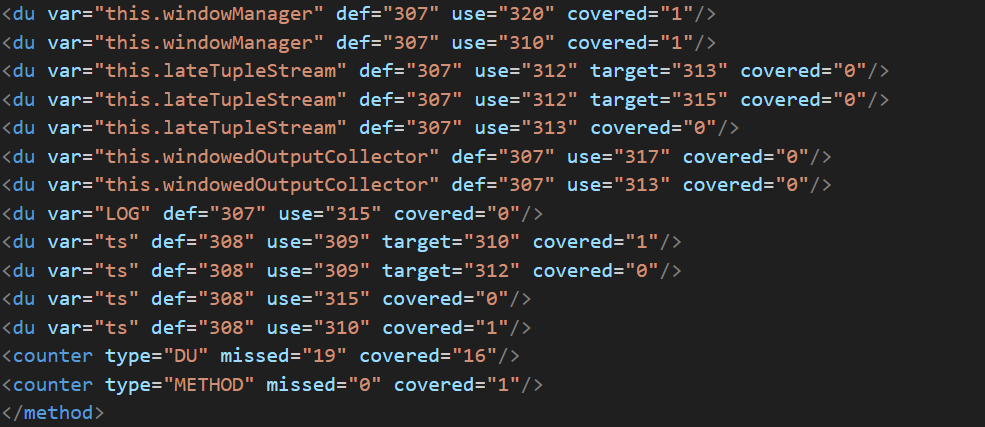 <du var="this.windowManager" def="307" use="320" covered="1"/>
<du var="this.windowManager" def="307" use="310" covered="1"/>
<du var="this.lateTupleStream" def="307" use="312" target="313" covered="0"/>
<du var="this.lateTupleStream" def="307" use="312" target="315" covered="0"/>
<du var="this.lateTupleStream" def="307" use="313" covered="0"/>
<du var="this.windowedOutputCollector" def="307" use="317" covered="0"/>
<du var="this.windowedOutputCollector" def="307" use="313" covered="0"/>
<du var="LOG" def="307" use="315" covered="0"/>
<du var="ts" def="308" use="309" target="310" covered="1"/>
<du var="ts" def="308" use="309" target="312" covered="0"/>
<du var="ts" def="308" use="315" covered="0"/>
<du var="ts" def="308" use="310" covered="1"/>
<counter type="DU" missed="19" covered="16"/>
<counter type="METHOD" missed="0" covered="1"/>
</method>